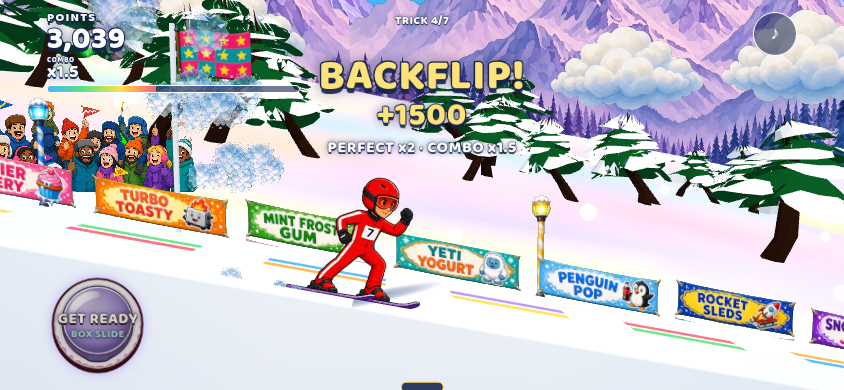 POINTS
3,039
COMBO
x1.5
TRICK 4/7
♪
BACKFLIP!
+1500
PERFECT x2 · COMBO x1.5
TURBO
TOASTY
MINT FROST
GUM
7
YETI
YOGURT
PENGUIN
POP
ROCKET
SLEDS
GET READY
BOX SLIDE